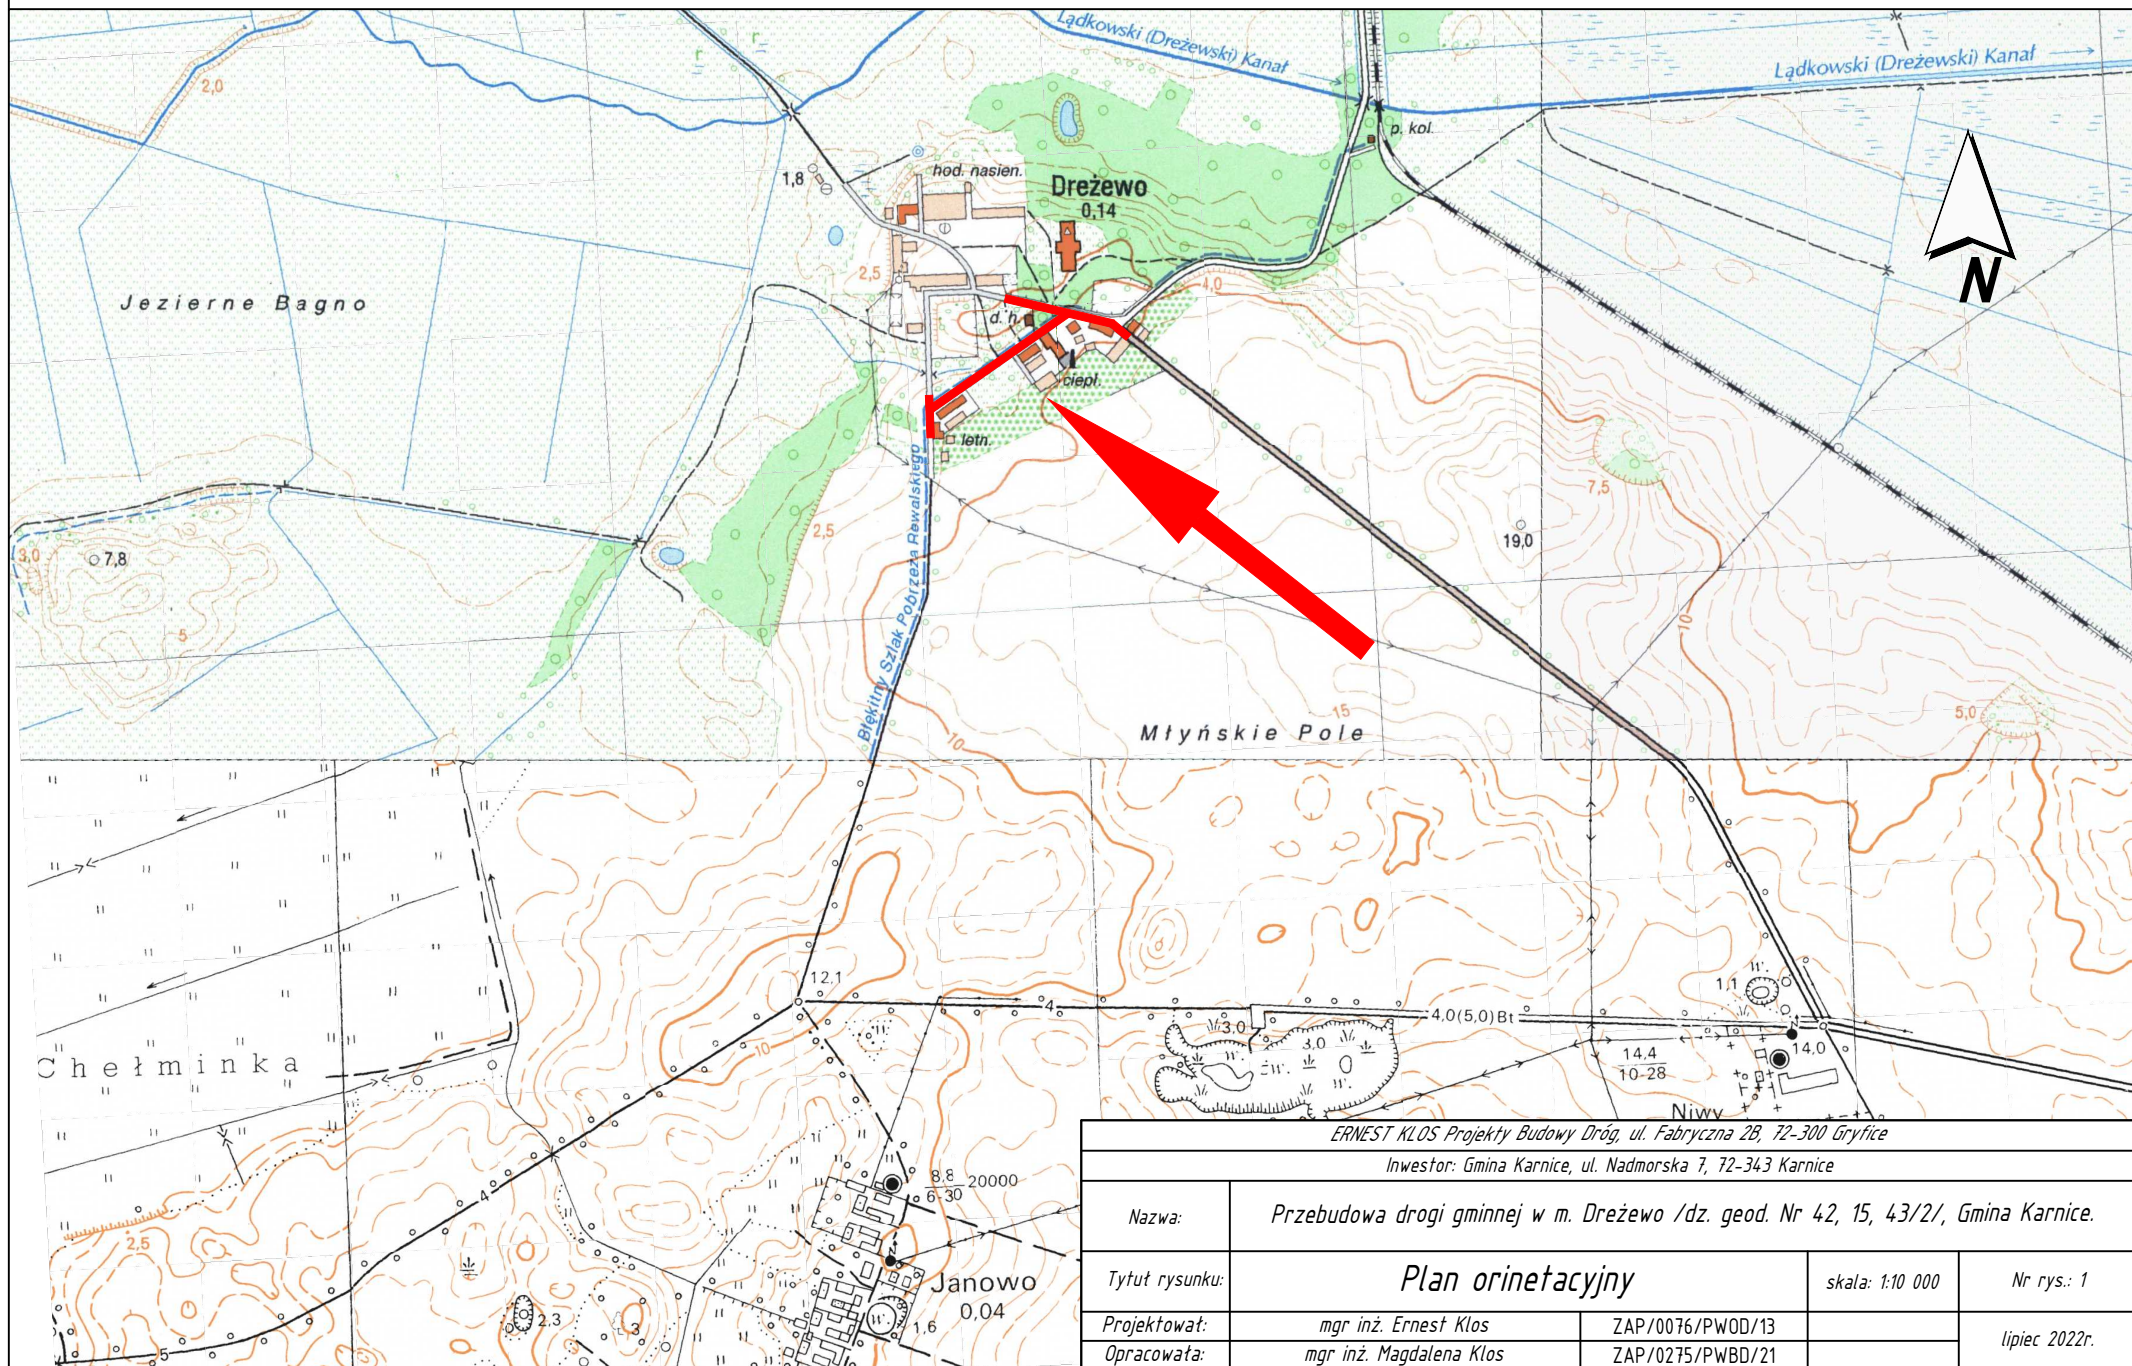 Lądkowski (Dreżewski) Kanał
Lądkowski (Dreżewski) Kanał
2,0
r
r
p. kol.
1,8
hod. nasien.
Dreżewo
0,14
N
2,5
4,0
Jezierne Bagno
d. h.
ciepł.
letn.
Błękitny Szlak Pobrzeża Rewalskiego
7,5
2,5
19,0
3,0
7,8
5
10
15
5,0
Młyńskie Pole
10
12,1
4
4,0(5,0)Bt
1,1
3,0
3,0
14,0
14.4
10-28
10
Chełminka
Niwy
4
8.8
6-30
20000
2,5
Janowo
0,04
2,3
3
1,6
5
ERNEST KLOS Projekty Budowy Dróg, ul. Fabryczna 2B, 72-300 Gryfice
Inwestor: Gmina Karnice, ul. Nadmorska 7, 72-343 Karnice
Nazwa: Przebudowa drogi gminnej w m. Dreżewo /dz. geod. Nr 42, 15, 43/2/, Gmina Karnice.
Tytuł rysunku: Plan orinetacyjny skala: 1:10 000 Nr rys.: 1
Projektował: mgr inż. Ernest Klos ZAP/0076/PWOD/13 lipiec 2022r.
Opracowała: mgr inż. Magdalena Klos ZAP/0275/PWBD/21